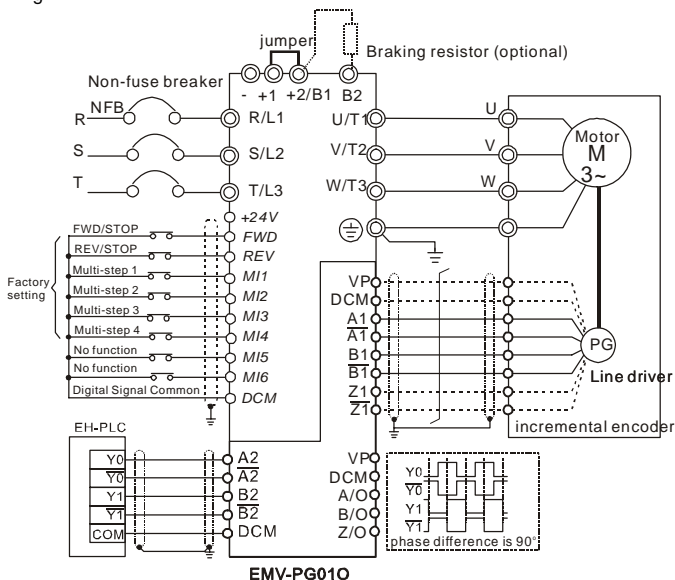 jumper
Braking resistor (optional)
Non-fuse breaker
- +1 +2/B1 B2
NFB
R R/L1 U/T1 U
S S/L2 V/T2 V
T T/L3 W/T3 W
Motor
M
3~
+24V
FWD/STOP FWD
REV/STOP REV
Multi-step 1 MI1
Multi-step 2 MI2
Multi-step 3 MI3
Multi-step 4 MI4
No function MI5
No function MI6
Digital Signal Common DCM
Factory
setting
VP
DCM
A1
A1
B1
B1
Z1
Z1
PG
Line driver
incremental encoder
EH-PLC
Y0 A2
Y0 A2
Y1 B2
Y1 B2
COM DCM
VP
DCM
A/O
B/O
Z/O
Y0
Y0
Y1
Y1
phase difference is 90°
EMV-PG01O